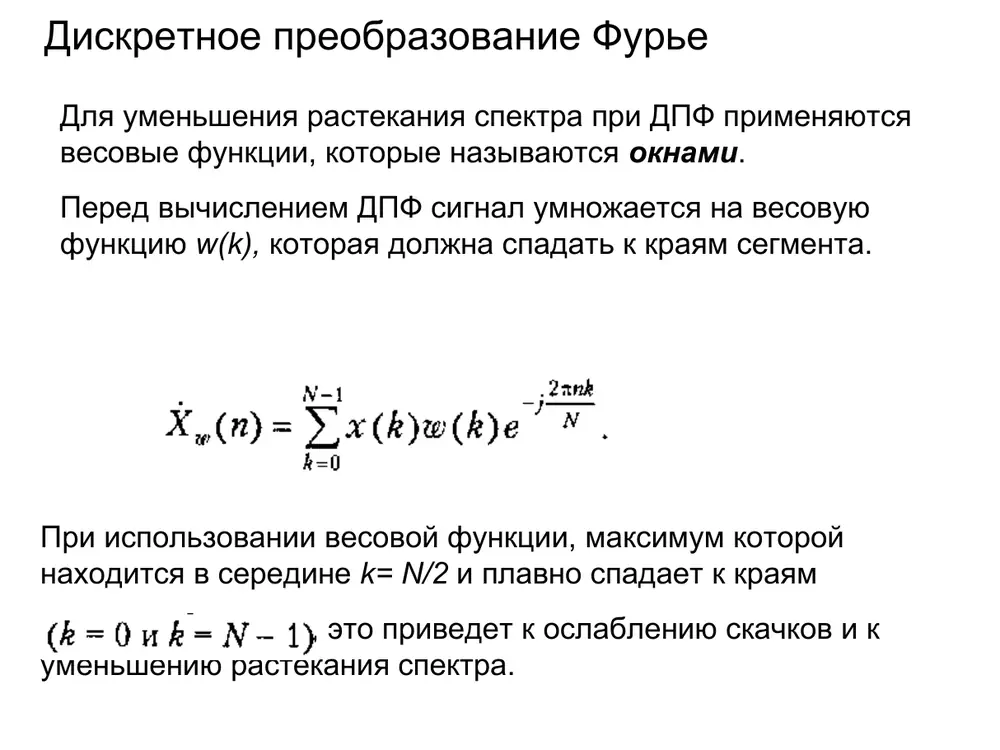 Дискретное преобразование Фурье
Для уменьшения растекания спектра при ДПФ применяются
весовые функции, которые называются окнами.
Перед вычислением ДПФ сигнал умножается на весовую
функцию w(k), которая должна спадать к краям сегмента.
Ẋ_w(n) = ∑_{k=0}^{N−1} x(k)w(k)e^{−j 2πnk/N}.
При использовании весовой функции, максимум которой
находится в середине k= N/2 и плавно спадает к краям
(k = 0 и k = N − 1), это приведет к ослаблению скачков и к
уменьшению растекания спектра.